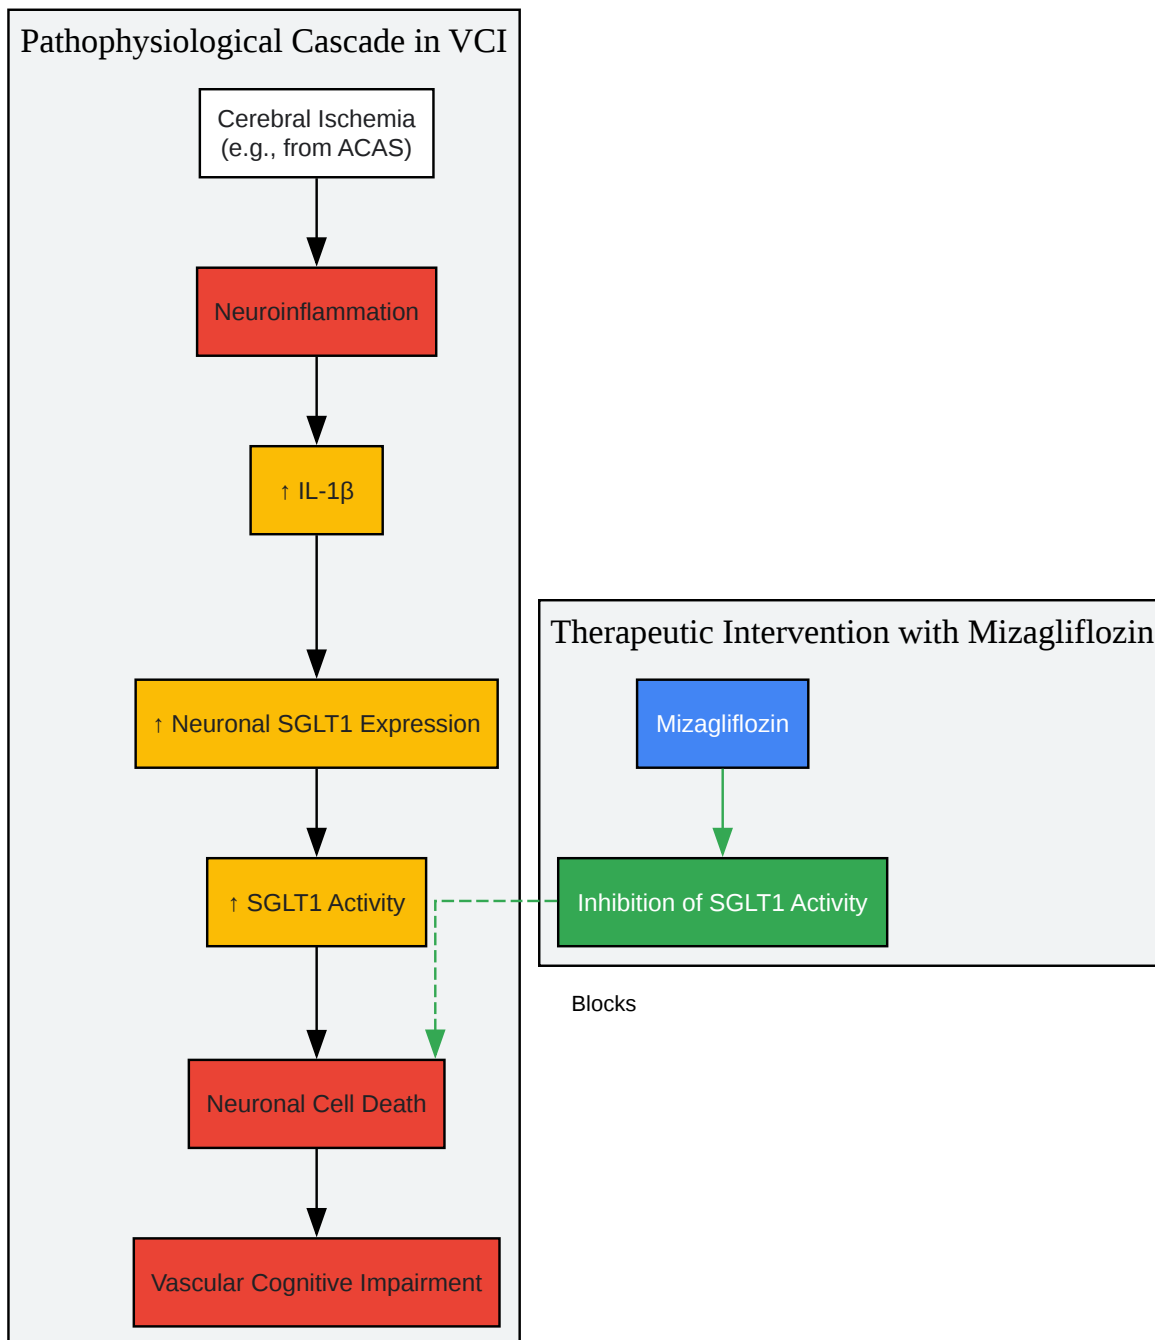 Pathophysiological Cascade in VCI
Cerebral Ischemia
(e.g., from ACAS)
Neuroinflammation
↑ IL-1β
↑ Neuronal SGLT1 Expression
↑ SGLT1 Activity
Neuronal Cell Death
Vascular Cognitive Impairment
Therapeutic Intervention with Mizagliflozin
Mizagliflozin
Inhibition of SGLT1 Activity
Blocks